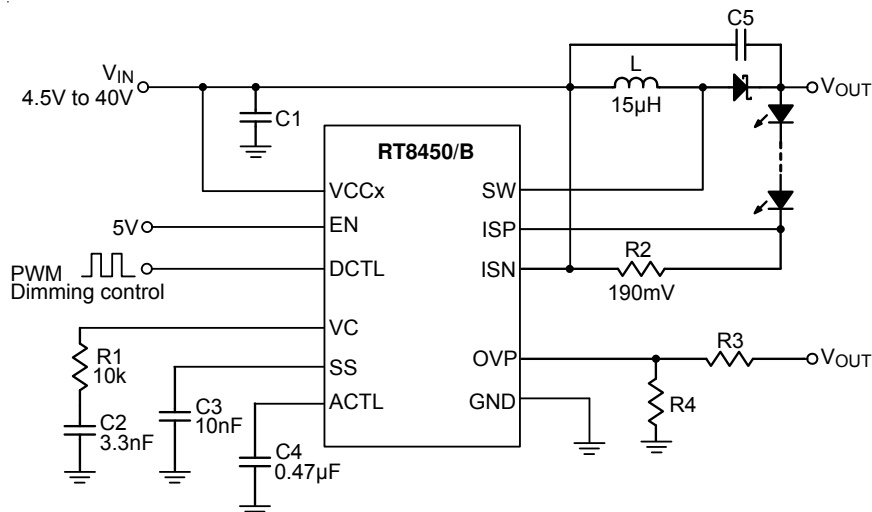 C5
V_IN
4.5V to 40V
L
15µH
V_OUT
C1
RT8450/B
VCCx
SW
5V
EN
ISP
PWM
Dimming control
DCTL
ISN
R2
190mV
VC
R1
10k
SS
OVP
R3
V_OUT
ACTL
GND
R4
C2
3.3nF
C3
10nF
C4
0.47µF